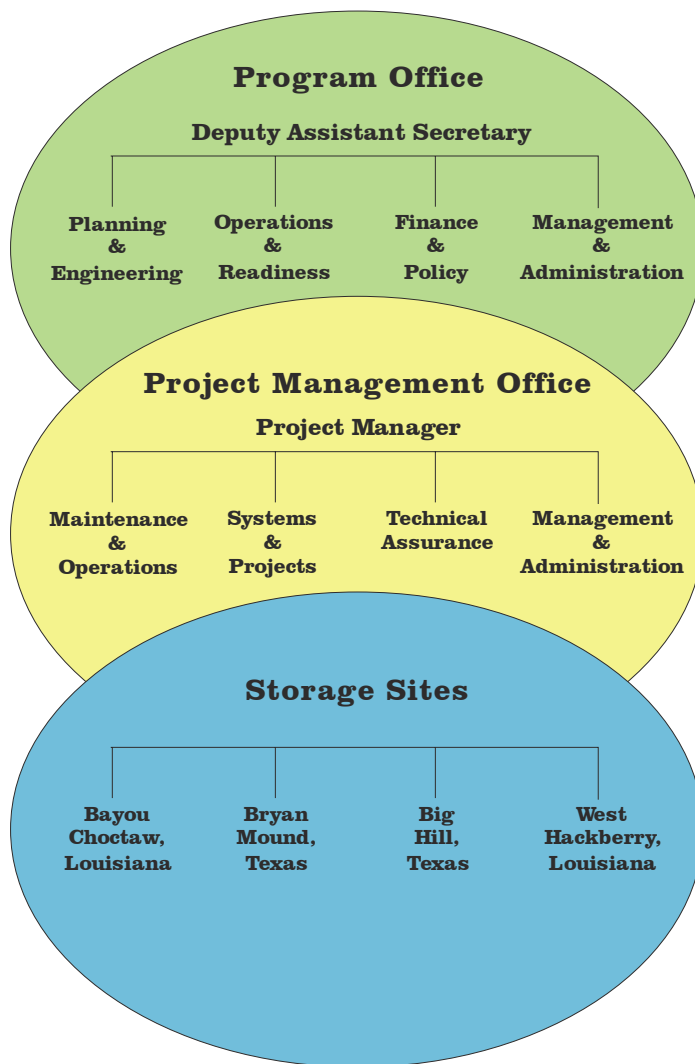 Program Office
Deputy Assistant Secretary
Planning
&
Engineering
Operations
&
Readiness
Finance
&
Policy
Management
&
Administration
Project Management Office
Project Manager
Maintenance
&
Operations
Systems
&
Projects
Technical
Assurance
Management
&
Administration
Storage Sites
Bayou
Choctaw,
Louisiana
Bryan
Mound,
Texas
Big
Hill,
Texas
West
Hackberry,
Louisiana